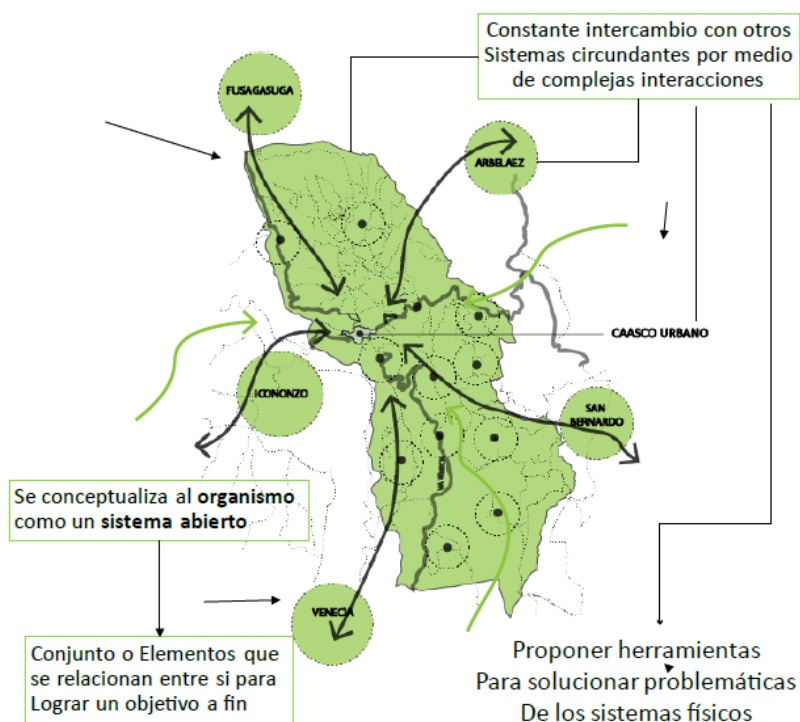 Constante intercambio con otros
Sistemas circundantes por medio
de complejas interacciones
FUSAGASUGA
ARBELAEZ
CAASCO URBANO
ICONONZO
SAN
BERNARDO
Se conceptualiza al organismo
como un sistema abierto
VENECIA
Conjunto o Elementos que
se relacionan entre si para
Lograr un objetivo a fin
Proponer herramientas
Para solucionar problemáticas
De los sistemas físicos